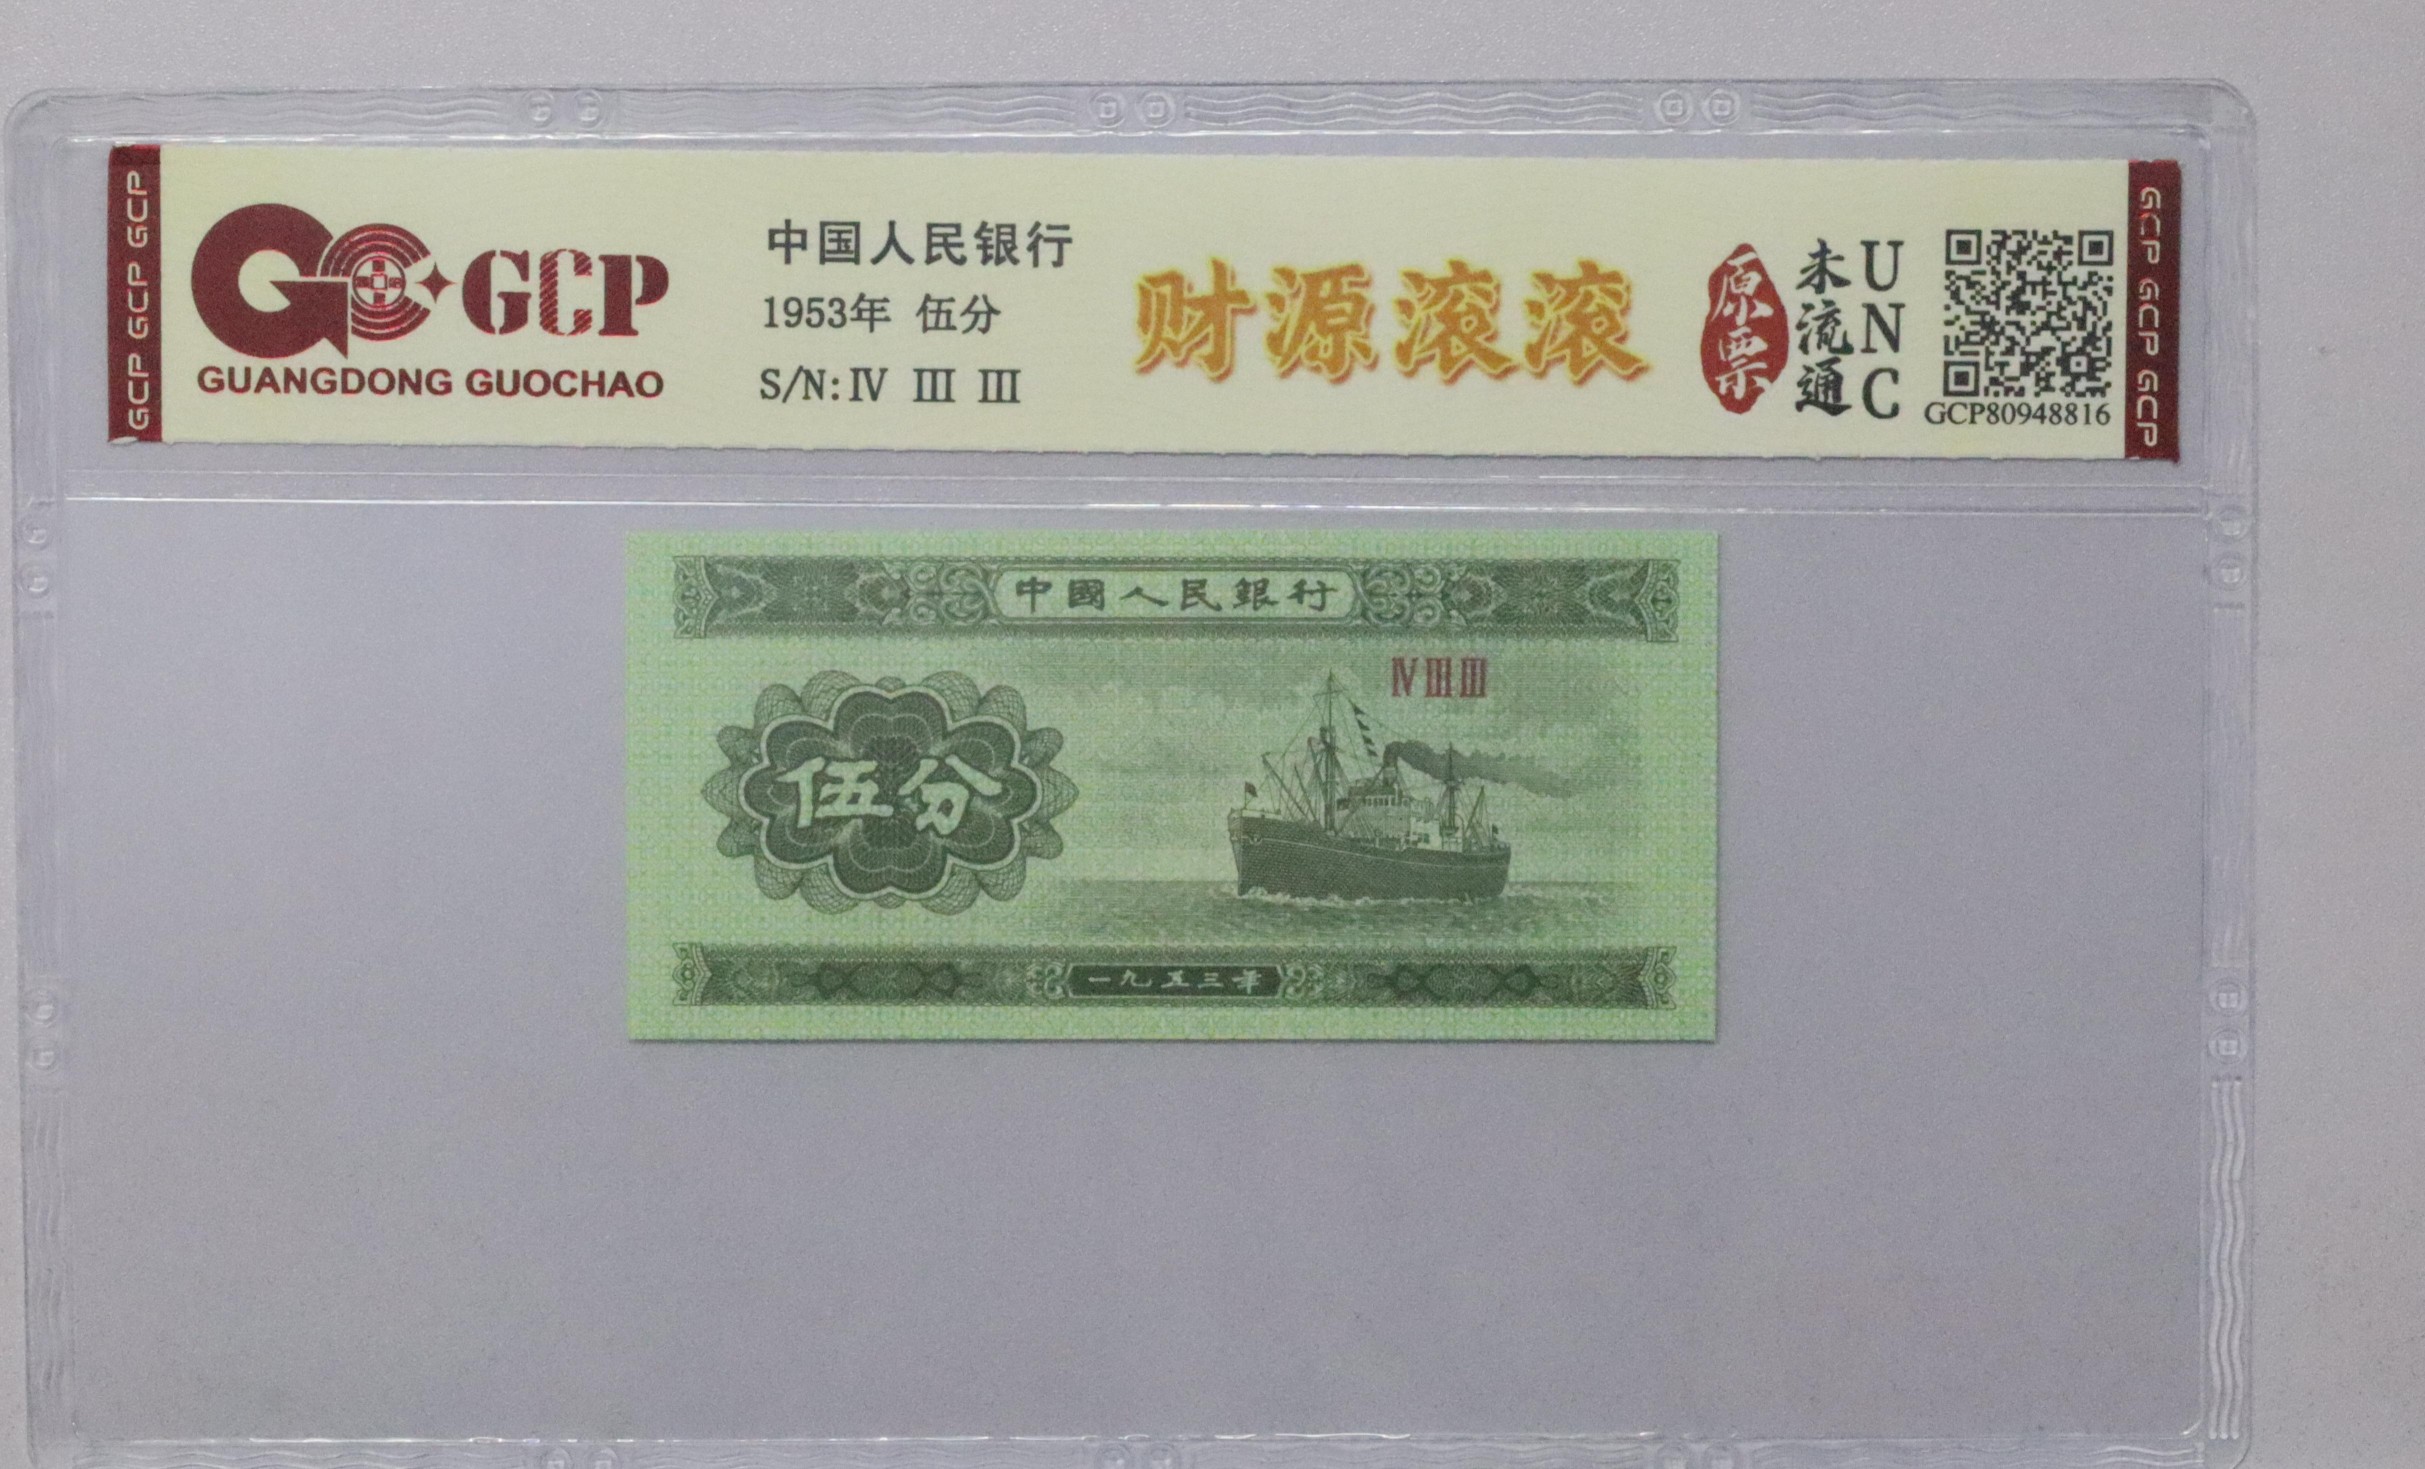 GCP GCP GCP
GCP
GUANGDONG GUOCHAO
中国人民银行
1953年 伍分
S/N: IV III III
财源滚滚
原票
未流通
UNC
GCP80948816
GCP GCP GCP
中國人民銀行
IV III III
伍分
一九五三年